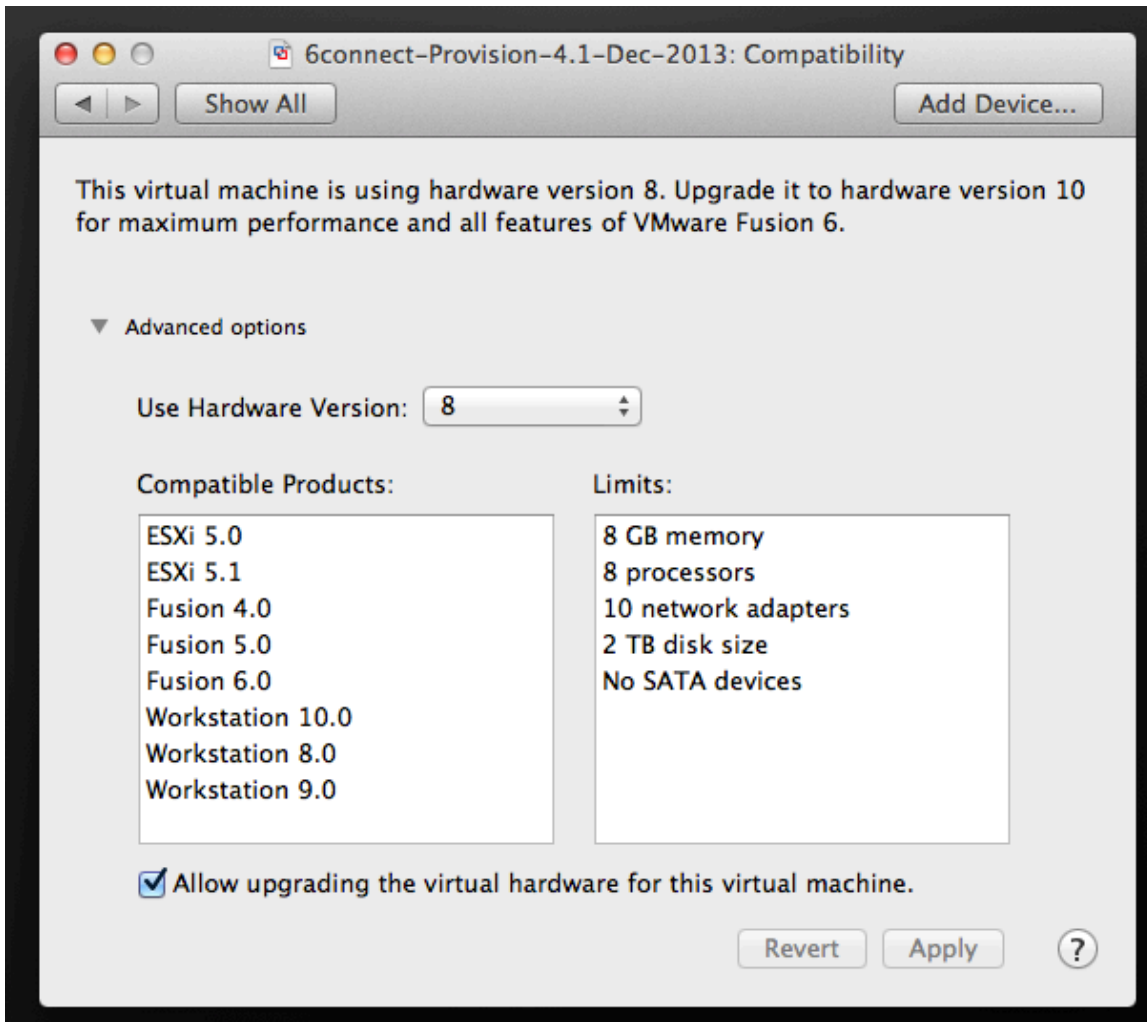 6connect-Provision-4.1-Dec-2013: Compatibility
Show All
Add Device...
This virtual machine is using hardware version 8. Upgrade it to hardware version 10
for maximum performance and all features of VMware Fusion 6.
Advanced options
Use Hardware Version: 8
Compatible Products:
ESXi 5.0
ESXi 5.1
Fusion 4.0
Fusion 5.0
Fusion 6.0
Workstation 10.0
Workstation 8.0
Workstation 9.0
Limits:
8 GB memory
8 processors
10 network adapters
2 TB disk size
No SATA devices
Allow upgrading the virtual hardware for this virtual machine.
Revert
Apply
?